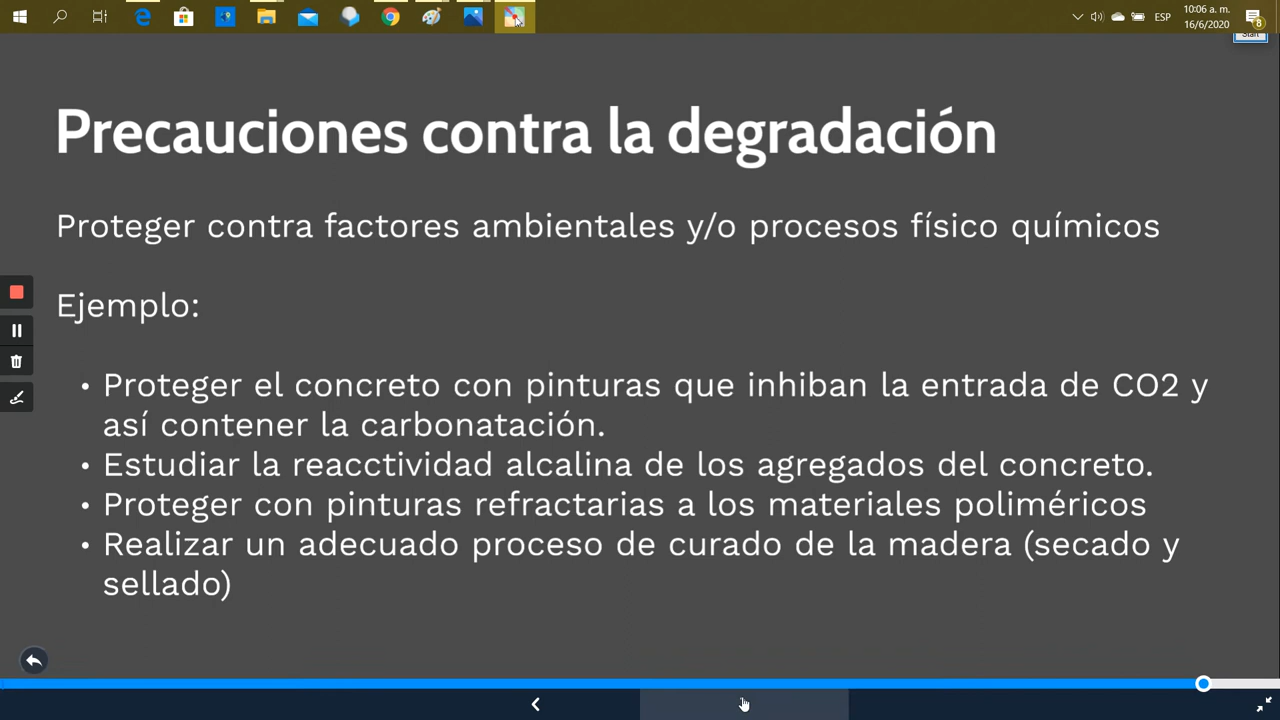 10:06 a. m.
ESP
16/6/2020
8
Precauciones contra la degradación
Proteger contra factores ambientales y/o procesos físico químicos
Ejemplo:
• Proteger el concreto con pinturas que inhiban la entrada de CO2 y
así contener la carbonatación.
• Estudiar la reacctividad alcalina de los agregados del concreto.
• Proteger con pinturas refractarias a los materiales poliméricos
• Realizar un adecuado proceso de curado de la madera (secado y
sellado)